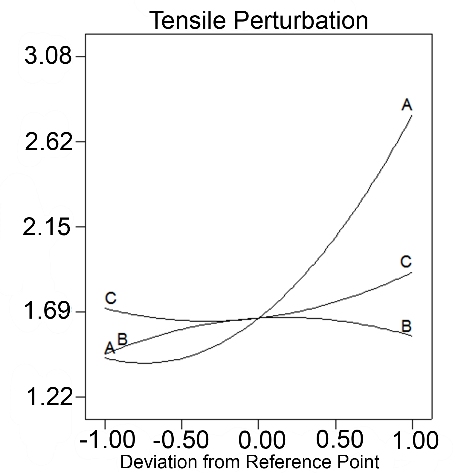 Tensile Perturbation
3.08
2.62
2.15
1.69
1.22
A
C
B
C
B
A
-1.00 -0.50 0.00 0.50 1.00
Deviation from Reference Point